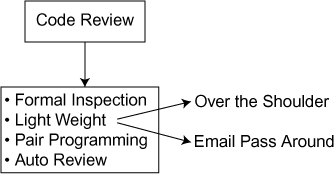 Code Review
• Formal Inspection
• Light Weight
• Pair Programming
• Auto Review
Over the Shoulder
Email Pass Around